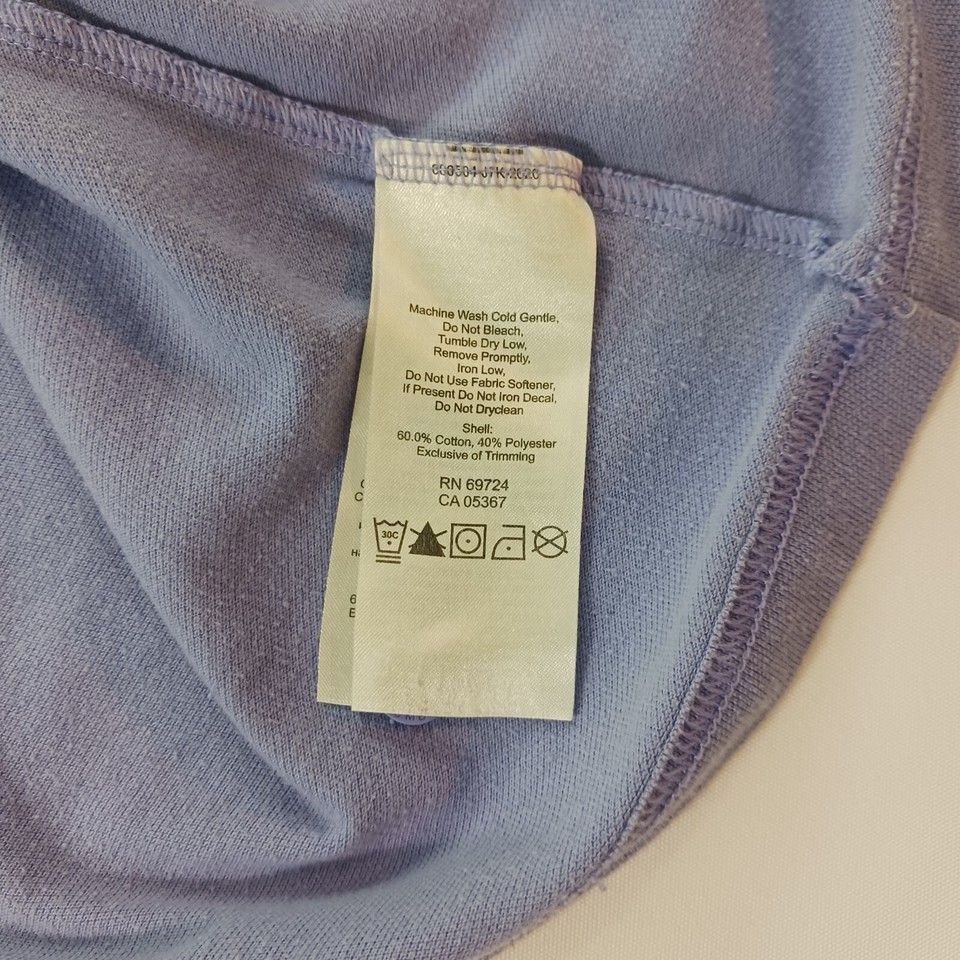 Machine Wash Cold Gentle,
Do Not Bleach,
Tumble Dry Low,
Remove Promptly,
Iron Low,
Do Not Use Fabric Softener,
If Present Do Not Iron Decal,
Do Not Dryclean
Shell:
60.0% Cotton, 40% Polyester
Exclusive of Trimming
RN 69724
CA 05367
30C